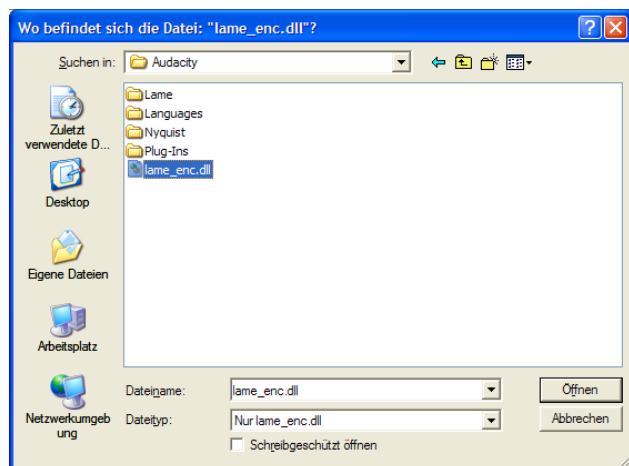 Wo befindet sich die Datei: "lame_enc.dll"?
Suchen in: Audacity
Lame
Languages
Nyquist
Plug-Ins
lame_enc.dll
Zuletzt
verwendete D...
Desktop
Eigene Dateien
Arbeitsplatz
Netzwerkumgeb
ung
Dateiname: lame_enc.dll Öffnen
Dateityp: Nur lame_enc.dll Abbrechen
Schreibgeschützt öffnen